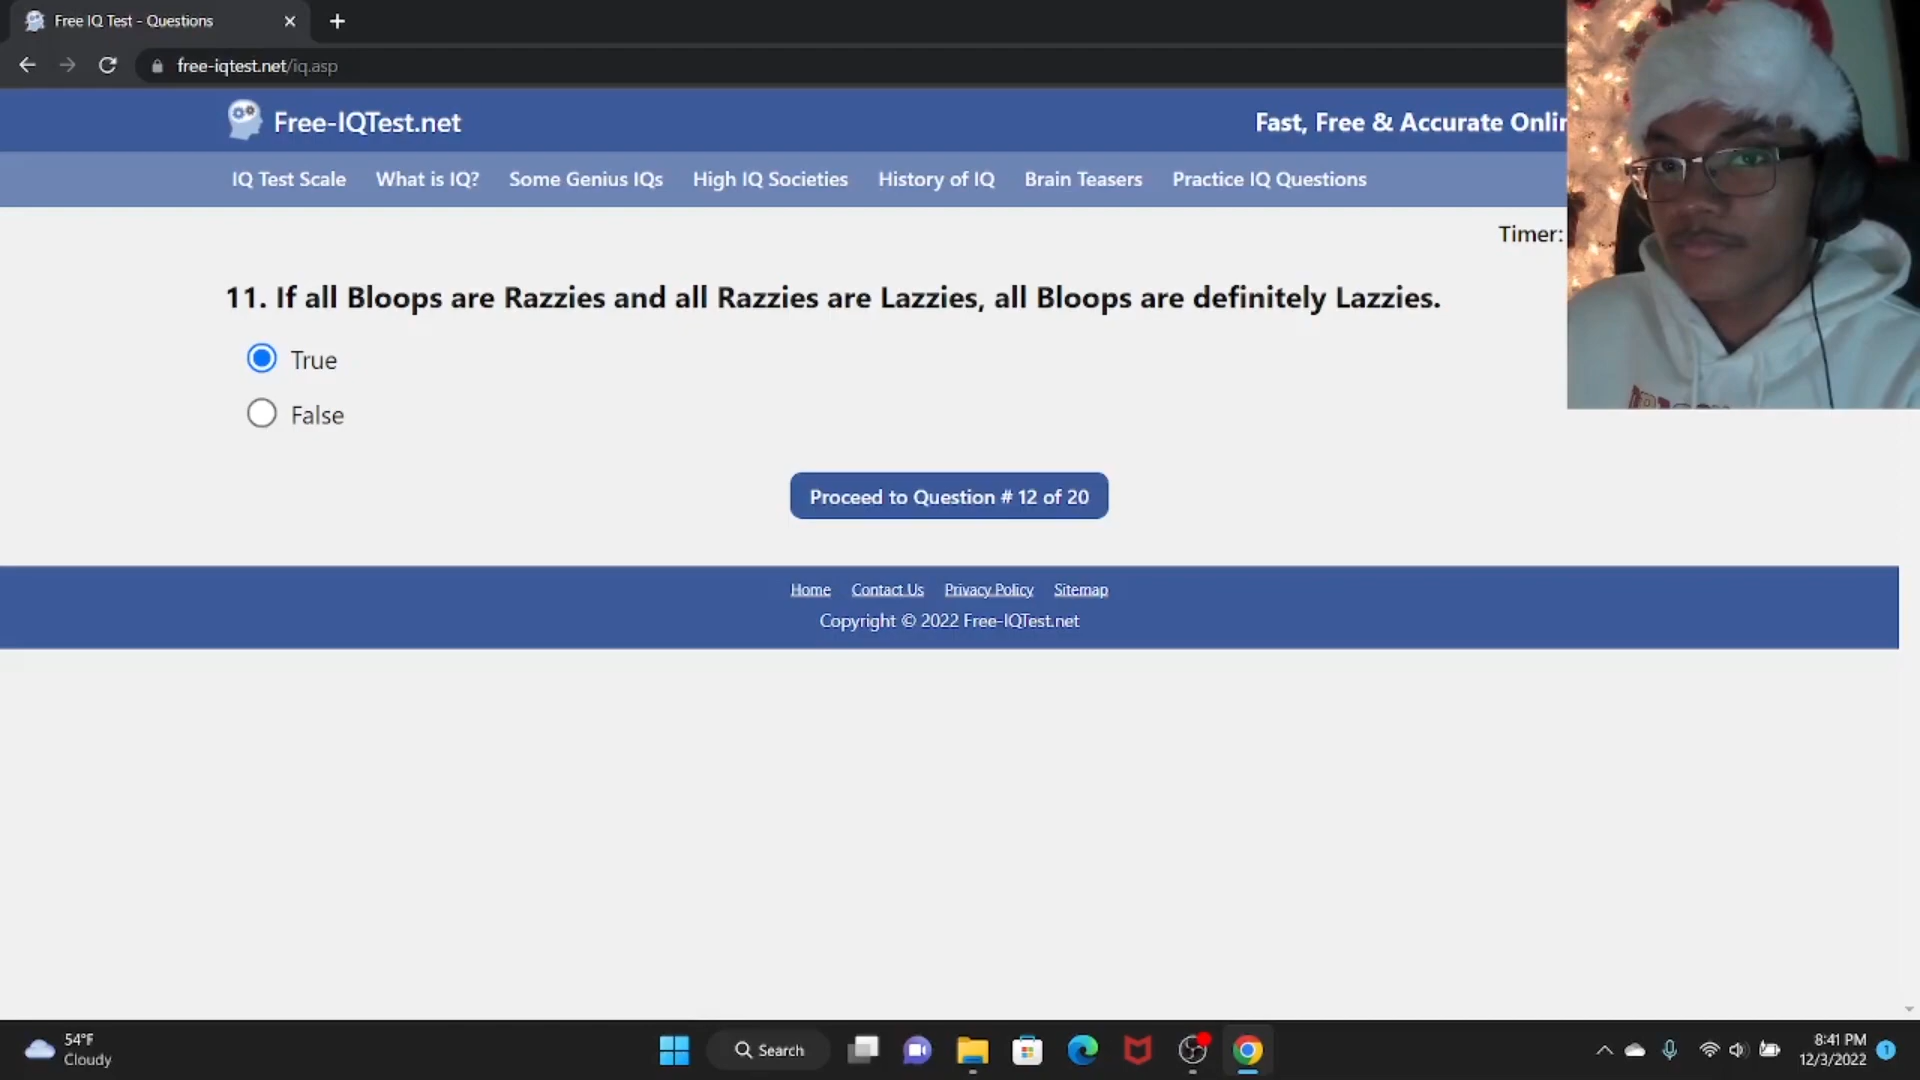 Free IQ Test - Questions
free-iqtest.net/iq.asp
Free-IQTest.net
Fast, Free & Accurate
IQ Test Scale What is IQ? Some Genius IQs High IQ Societies History of IQ Brain Teasers Practice IQ Questions
Timer:
11. If all Bloops are Razzies and all Razzies are Lazzies, all Bloops are definitely Lazzies.
True
False
Proceed to Question # 12 of 20
Home Contact Us Privacy Policy Sitemap
Copyright © 2022 Free-IQTest.net
54°F
Cloudy
Search
8:41 PM
12/3/2022
1